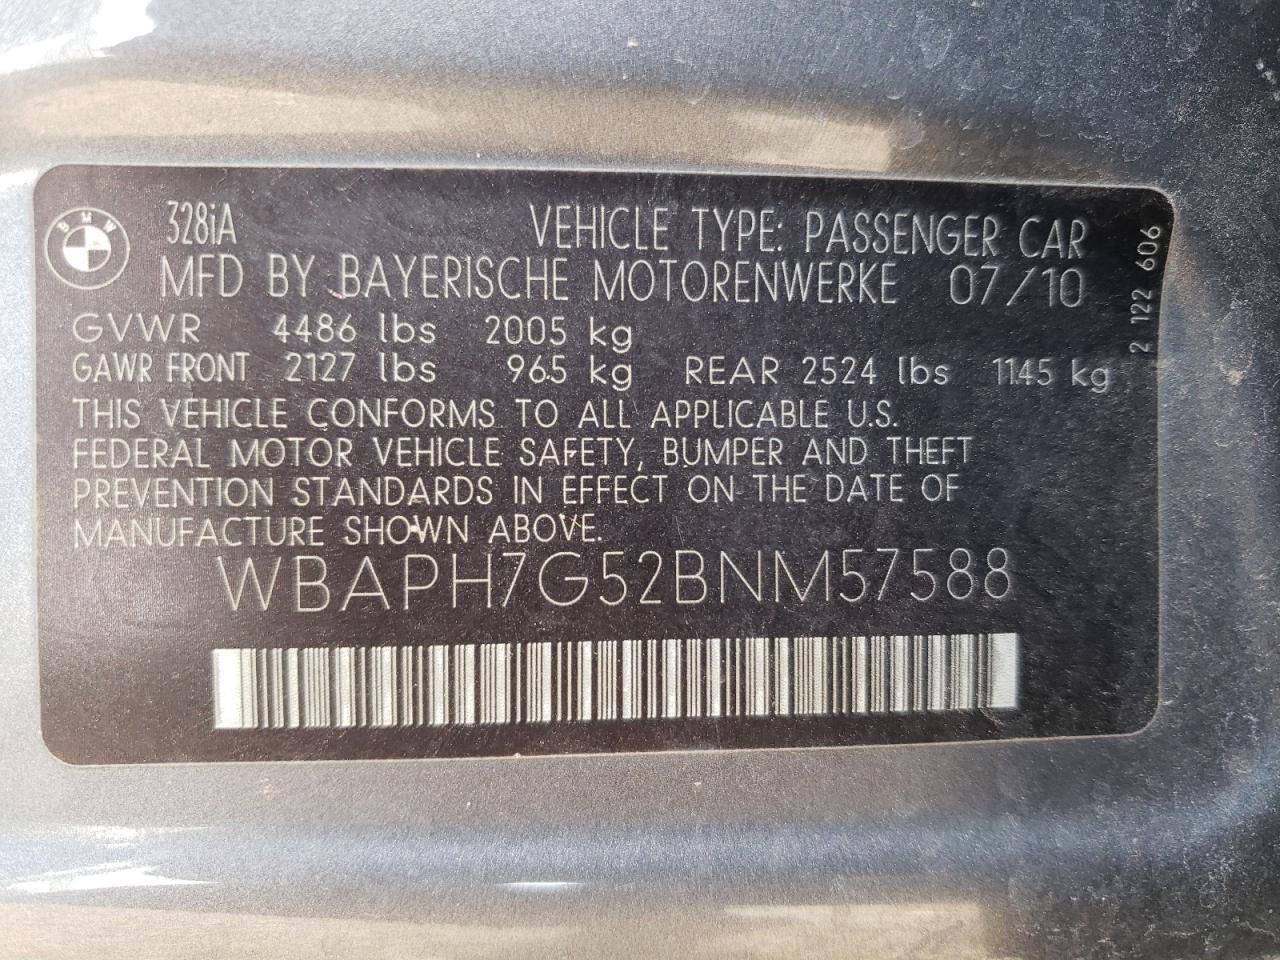 BMW
328iA VEHICLE TYPE: PASSENGER CAR
MFD BY BAYERISCHE MOTORENWERKE 07/10
GVWR 4486 lbs 2005 kg
GAWR FRONT 2127 lbs 965 kg REAR 2524 lbs 1145 kg
THIS VEHICLE CONFORMS TO ALL APPLICABLE U.S.
FEDERAL MOTOR VEHICLE SAFETY, BUMPER AND THEFT
PREVENTION STANDARDS IN EFFECT ON THE DATE OF
MANUFACTURE SHOWN ABOVE.
WBAPH7G52BNM57588
2 122 606